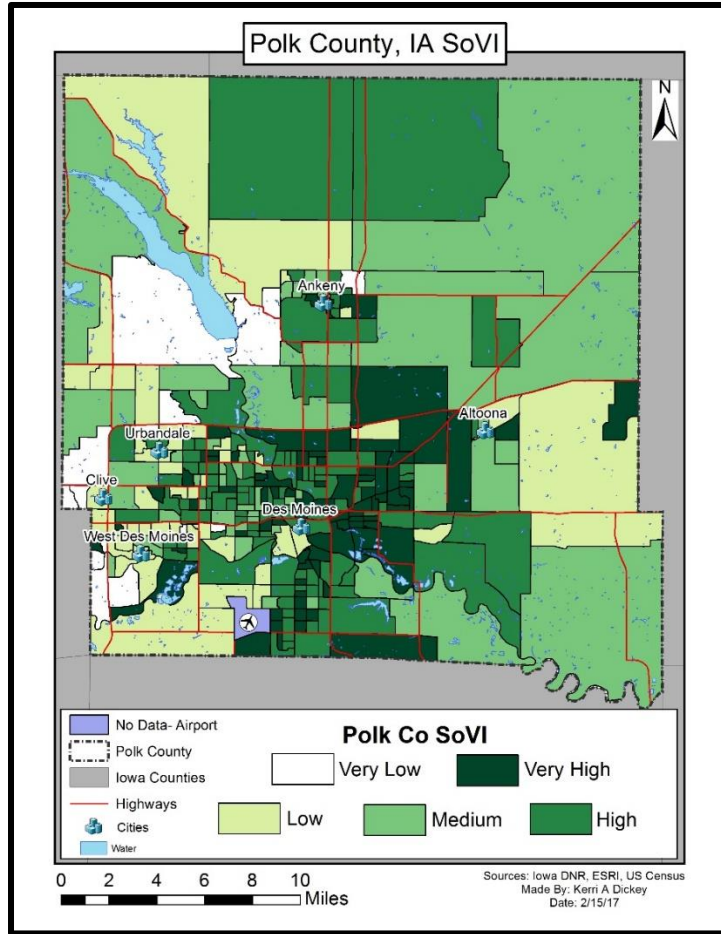 Polk County, IA SoVI
N
Ankeny
Altoona
Urbandale
Clive
Des Moines
West Des Moines
No Data- Airport
Polk County
Iowa Counties
Highways
Cities
Water
Polk Co SoVI
Very Low
Very High
Low
Medium
High
0 2 4 6 8 10
Miles
Sources: Iowa DNR, ESRI, US Census
Made By: Kerri A Dickey
Date: 2/15/17